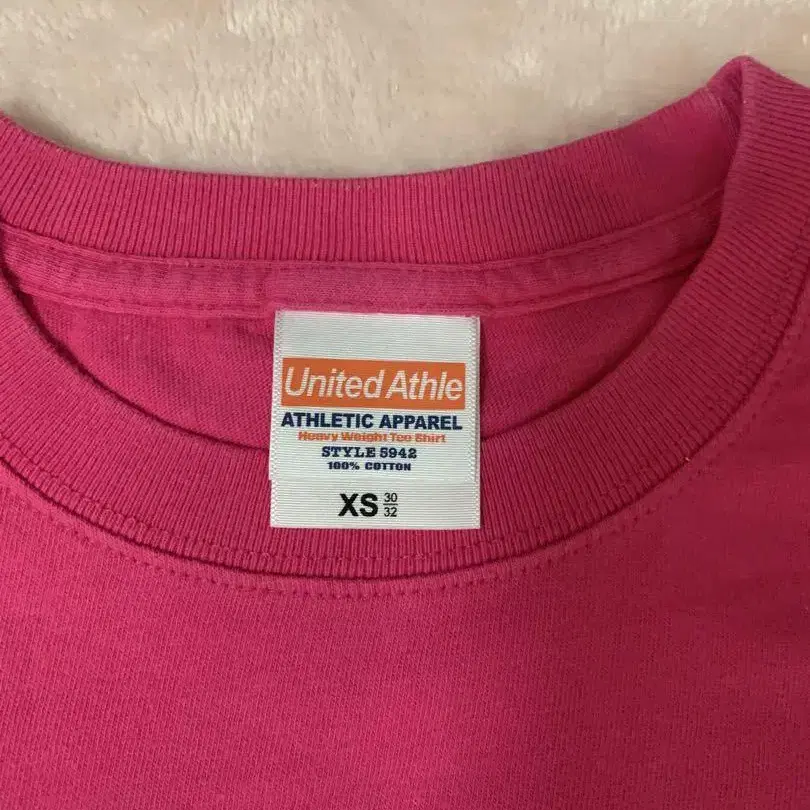 United Athle
ATHLETIC APPAREL
Heavy Weight Tee Shirt
STYLE 5942
100% COTTON
XS 30/32